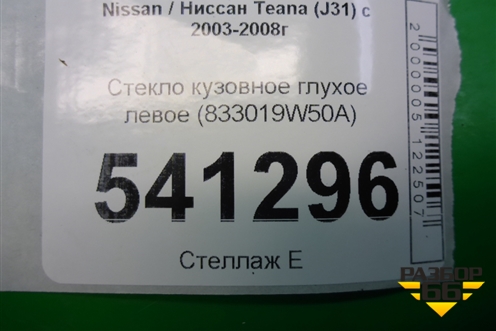 Nissan / Ниссан Teana (J31) с
2003-2008г
Стекло кузовное глухое
левое (833019W50A)
541296
Стеллаж Е
2000005122507
РАЗБОР
66